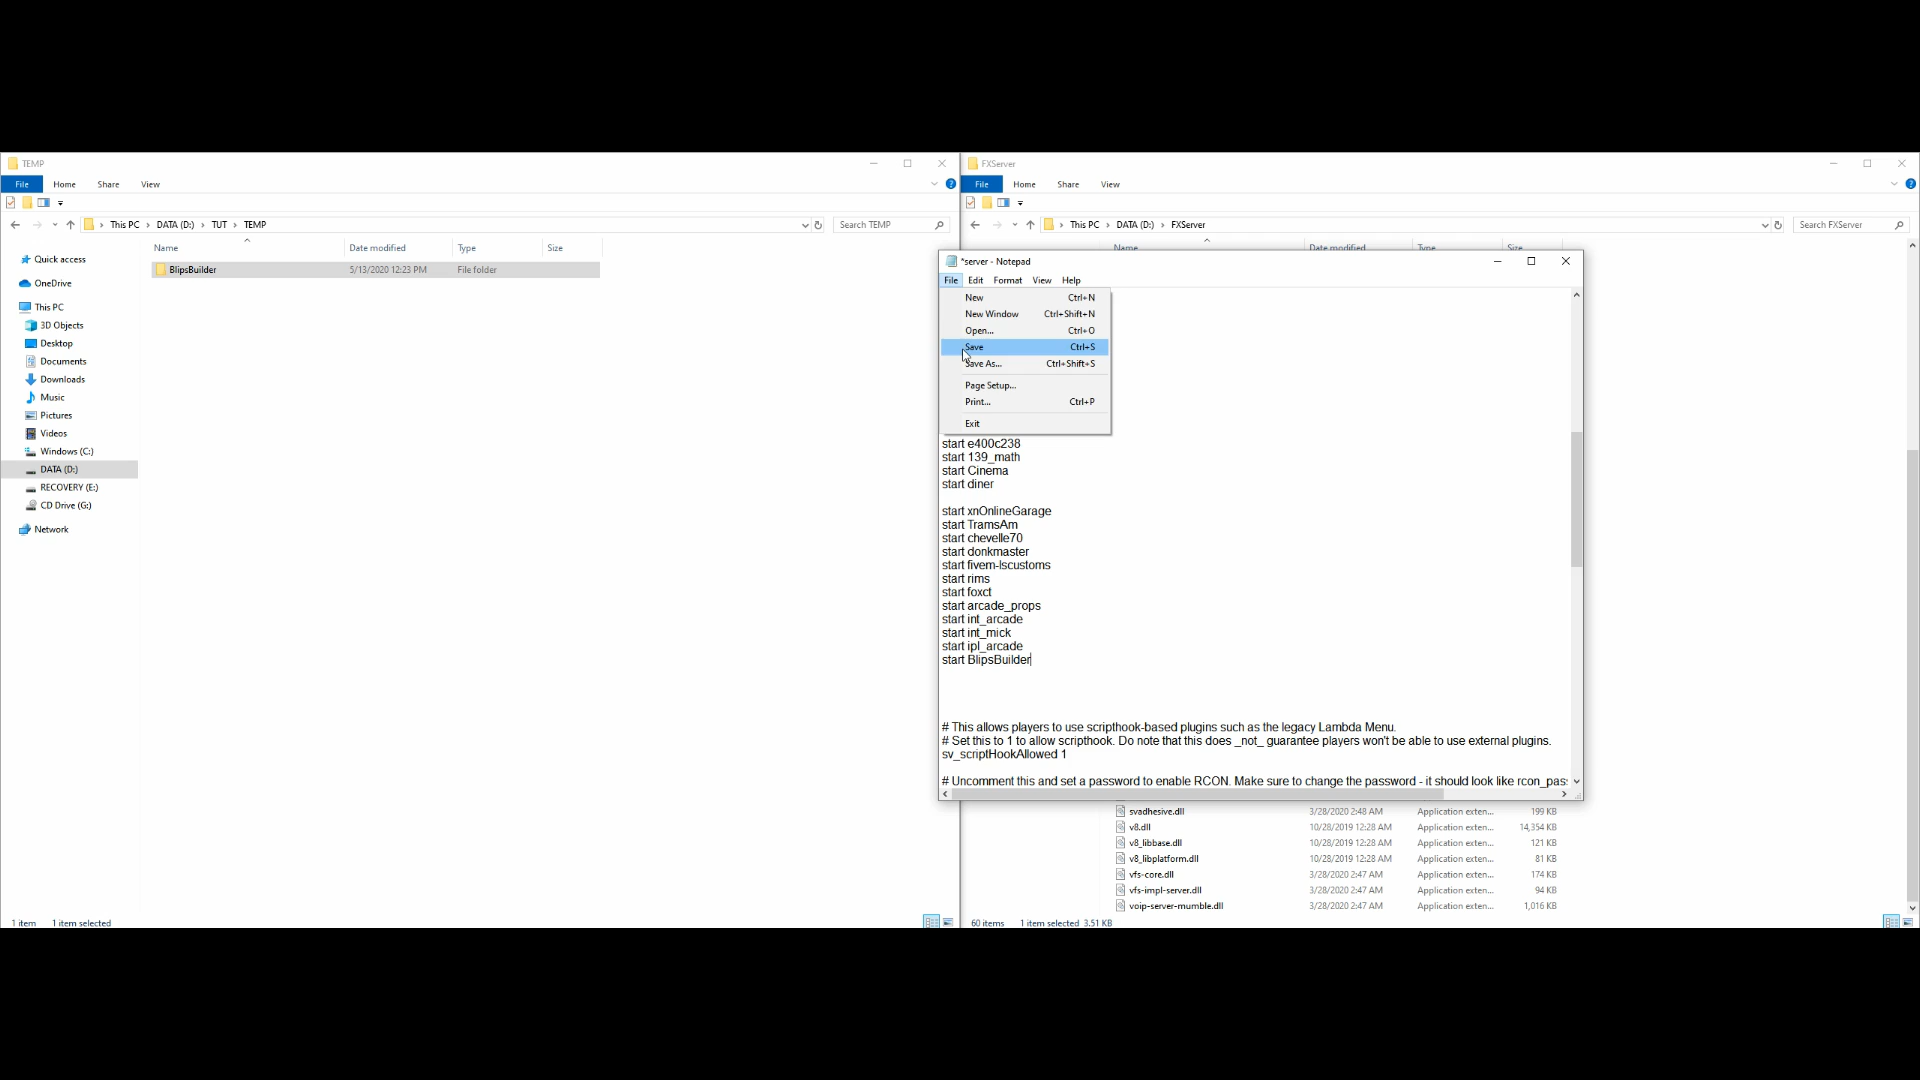 TEMP
File Home Share View
This PC DATA (D:) TUT TEMP
Search TEMP
Name Date modified Type Size
BlipsBuilder 5/13/2020 12:23 PM File folder
Quick access
OneDrive
This PC
3D Objects
Desktop
Documents
Downloads
Music
Pictures
Videos
Windows (C:)
DATA (D:)
RECOVERY (E:)
CD Drive (G:)
Network
1 item 1 item selected
FXServer
File Home Share View
This PC DATA (D:) FXServer
Search FXServer
Name Date modified Type Size
*server - Notepad
File Edit Format View Help
New Ctrl+N
New Window Ctrl+Shift+N
Open... Ctrl+O
Save Ctrl+S
Save As... Ctrl+Shift+S
Page Setup...
Print... Ctrl+P
Exit
start e400c238
start 139_math
start Cinema
start diner
start xnOnlineGarage
start TramsAm
start chevelle70
start donkmaster
start fivem-lscustoms
start rims
start foxct
start arcade_props
start int_arcade
start int_mick
start ipl_arcade
start BlipsBuilder
# This allows players to use scripthook-based plugins such as the legacy Lambda Menu.
# Set this to 1 to allow scripthook. Do note that this does _not_ guarantee players won't be able to use external plugins.
sv_scriptHookAllowed 1
# Uncomment this and set a password to enable RCON. Make sure to change the password - it should look like rcon_pas
svadhesive.dll 3/28/2020 2:48 AM Application exten... 199 KB
v8.dll 10/28/2019 12:28 AM Application exten... 14,354 KB
v8_libbase.dll 10/28/2019 12:28 AM Application exten... 121 KB
v8_libplatform.dll 10/28/2019 12:28 AM Application exten... 81 KB
vfs-core.dll 3/28/2020 2:47 AM Application exten... 174 KB
vfs-impl-server.dll 3/28/2020 2:47 AM Application exten... 94 KB
voip-server-mumble.dll 3/28/2020 2:47 AM Application exten... 1,016 KB
60 items 1 item selected 3.51 KB